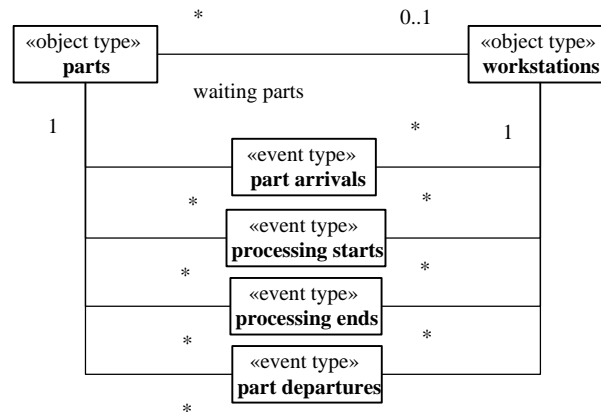 * 0..1
«object type» «object type»
parts workstations
waiting parts
1 * 1
«event type»
part arrivals
* *
«event type»
processing starts
* *
«event type»
processing ends
* *
«event type»
part departures
*